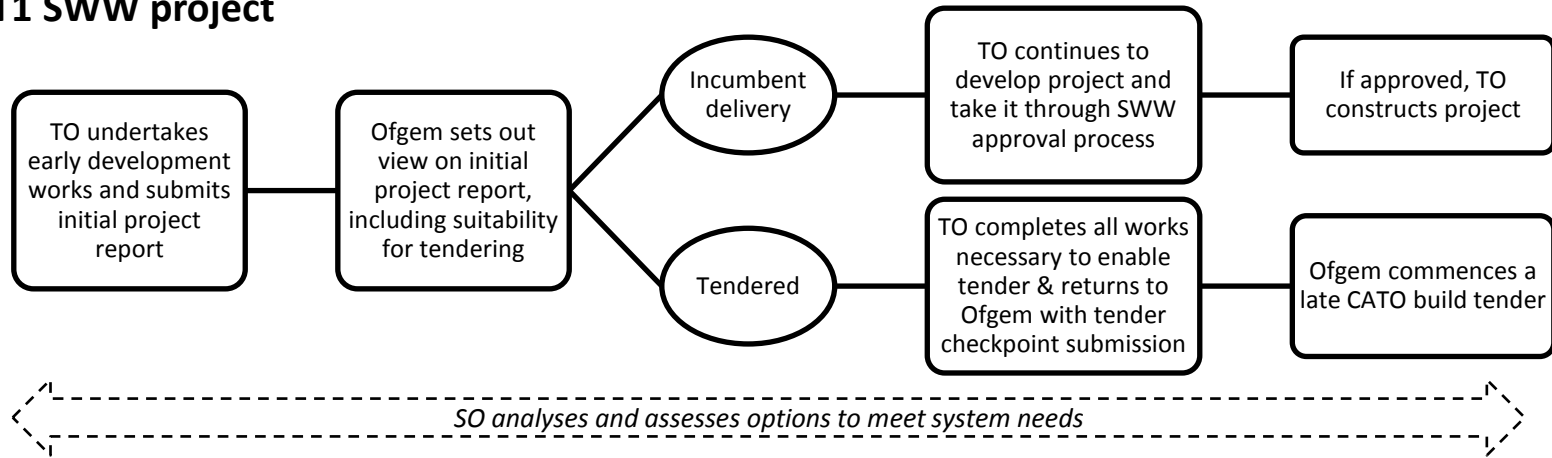 T1 SWW project
TO undertakes
early development
works and submits
initial project
report
Ofgem sets out
view on initial
project report,
including suitability
for tendering
Incumbent
delivery
TO continues to
develop project and
take it through SWW
approval process
If approved, TO
constructs project
Tendered
TO completes all works
necessary to enable
tender & returns to
Ofgem with tender
checkpoint submission
Ofgem commences a
late CATO build tender
SO analyses and assesses options to meet system needs